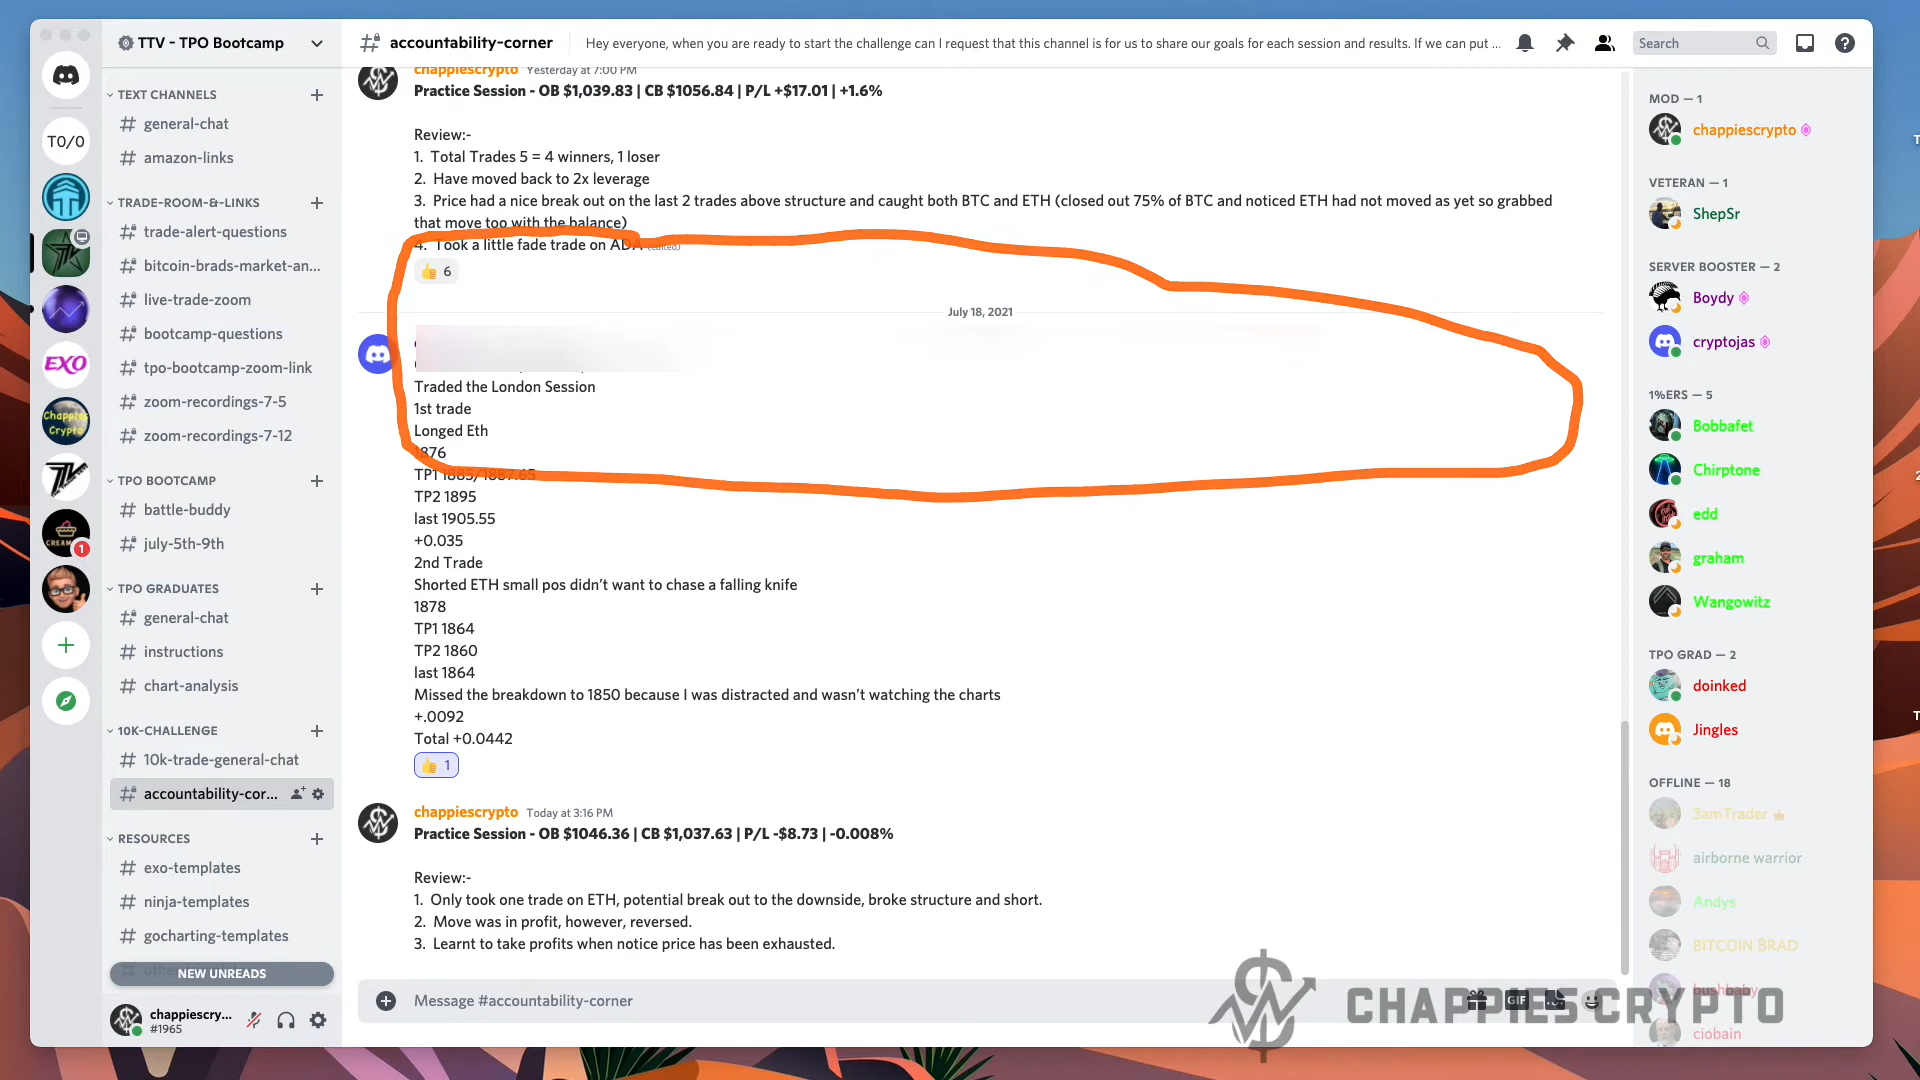 TTV - TPO Bootcamp
TEXT CHANNELS
general-chat
amazon-links
TRADE-ROOM-&-LINKS
trade-alert-questions
bitcoin-brads-market-an...
live-trade-zoom
bootcamp-questions
tpo-bootcamp-zoom-link
zoom-recordings-7-5
zoom-recordings-7-12
TPO BOOTCAMP
battle-buddy
july-5th-9th
TPO GRADUATES
general-chat
instructions
chart-analysis
10K-CHALLENGE
10k-trade-general-chat
accountability-cor...
RESOURCES
exo-templates
ninja-templates
gocharting-templates
NEW UNREADS
chappiescry...
#1965
TO/O
EXO
Chappies
Crypto
CREAM
1
accountability-corner
Hey everyone, when you are ready to start the challenge can I request that this channel is for us to share our goals for each session and results. If we can put ...
Search
chappiescrypto Yesterday at 7:00 PM
Practice Session - OB $1,039.83 | CB $1056.84 | P/L +$17.01 | +1.6%
Review:-
1. Total Trades 5 = 4 winners, 1 loser
2. Have moved back to 2x leverage
3. Price had a nice break out on the last 2 trades above structure and caught both BTC and ETH (closed out 75% of BTC and noticed ETH had not moved as yet so grabbed
that move too with the balance)
4. Took a little fade trade on ADA (edited)
6
July 18, 2021
Traded the London Session
1st trade
Longed Eth
1876
TP1 1885/1887.65
TP2 1895
last 1905.55
+0.035
2nd Trade
Shorted ETH small pos didn't want to chase a falling knife
1878
TP1 1864
TP2 1860
last 1864
Missed the breakdown to 1850 because I was distracted and wasn't watching the charts
+.0092
Total +0.0442
1
chappiescrypto Today at 3:16 PM
Practice Session - OB $1046.36 | CB $1,037.63 | P/L -$8.73 | -0.008%
Review:-
1. Only took one trade on ETH, potential break out to the downside, broke structure and short.
2. Move was in profit, however, reversed.
3. Learnt to take profits when notice price has been exhausted.
Message #accountability-corner
GIF
CHAPPIES CRYPTO
MOD — 1
chappiescrypto
VETERAN — 1
ShepSr
SERVER BOOSTER — 2
Boydy
cryptojas
1%ERS — 5
Bobbafet
Chirptone
edd
graham
Wangowitz
TPO GRAD — 2
doinked
Jingles
OFFLINE — 18
3amTrader
airborne warrior
Andys
BITCOIN BRAD
bushbaby
ciobain